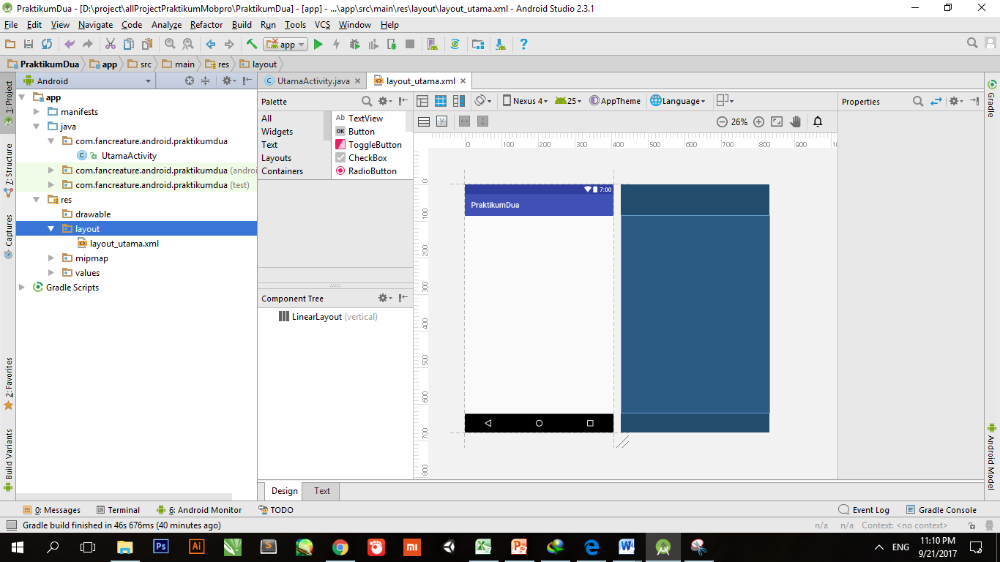 PraktikumDua - [D:\project\allProjectPraktikumMobpro\PraktikumDua] - [app] - ...\app\src\main\res\layout\layout_utama.xml - Android Studio 2.3.1
File Edit View Navigate Code Analyze Refactor Build Run Tools VCS Window Help
app
PraktikumDua app src main res layout
1: Project
7: Structure
Captures
2: Favorites
Build Variants
Android
app
manifests
java
com.fancreature.android.praktikumdua
UtamaActivity
com.fancreature.android.praktikumdua (androi
com.fancreature.android.praktikumdua (test)
res
drawable
layout
layout_utama.xml
mipmap
values
Gradle Scripts
UtamaActivity.java layout_utama.xml
Palette
All
Widgets
Text
Layouts
Containers
Ab TextView
OK Button
ToggleButton
CheckBox
RadioButton
Component Tree
LinearLayout (vertical)
Nexus 4 25 AppTheme Language
26%
0 100 200 300 400 500 600 700 800 900 10
0
100
200
300
400
500
600
700
800
7:00
PraktikumDua
Properties
Gradle
Android Model
Design Text
0: Messages Terminal 6: Android Monitor TODO Event Log Gradle Console
Gradle build finished in 46s 676ms (40 minutes ago) n/a n/a Context: <no context>
Ps Ai S mi X P e W ENG 11:10 PM
9/21/2017